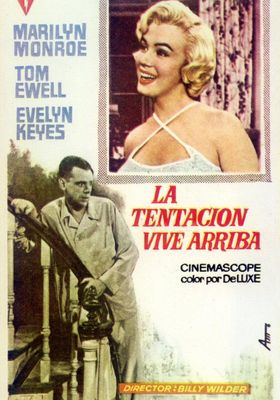 MARILYN
MONROE
TOM
EWELL
EVELYN
KEYES
LA
TENTACION
VIVE ARRIBA
CINEMASCOPE
color por DeLUXE
DIRECTOR: BILLY WILDER